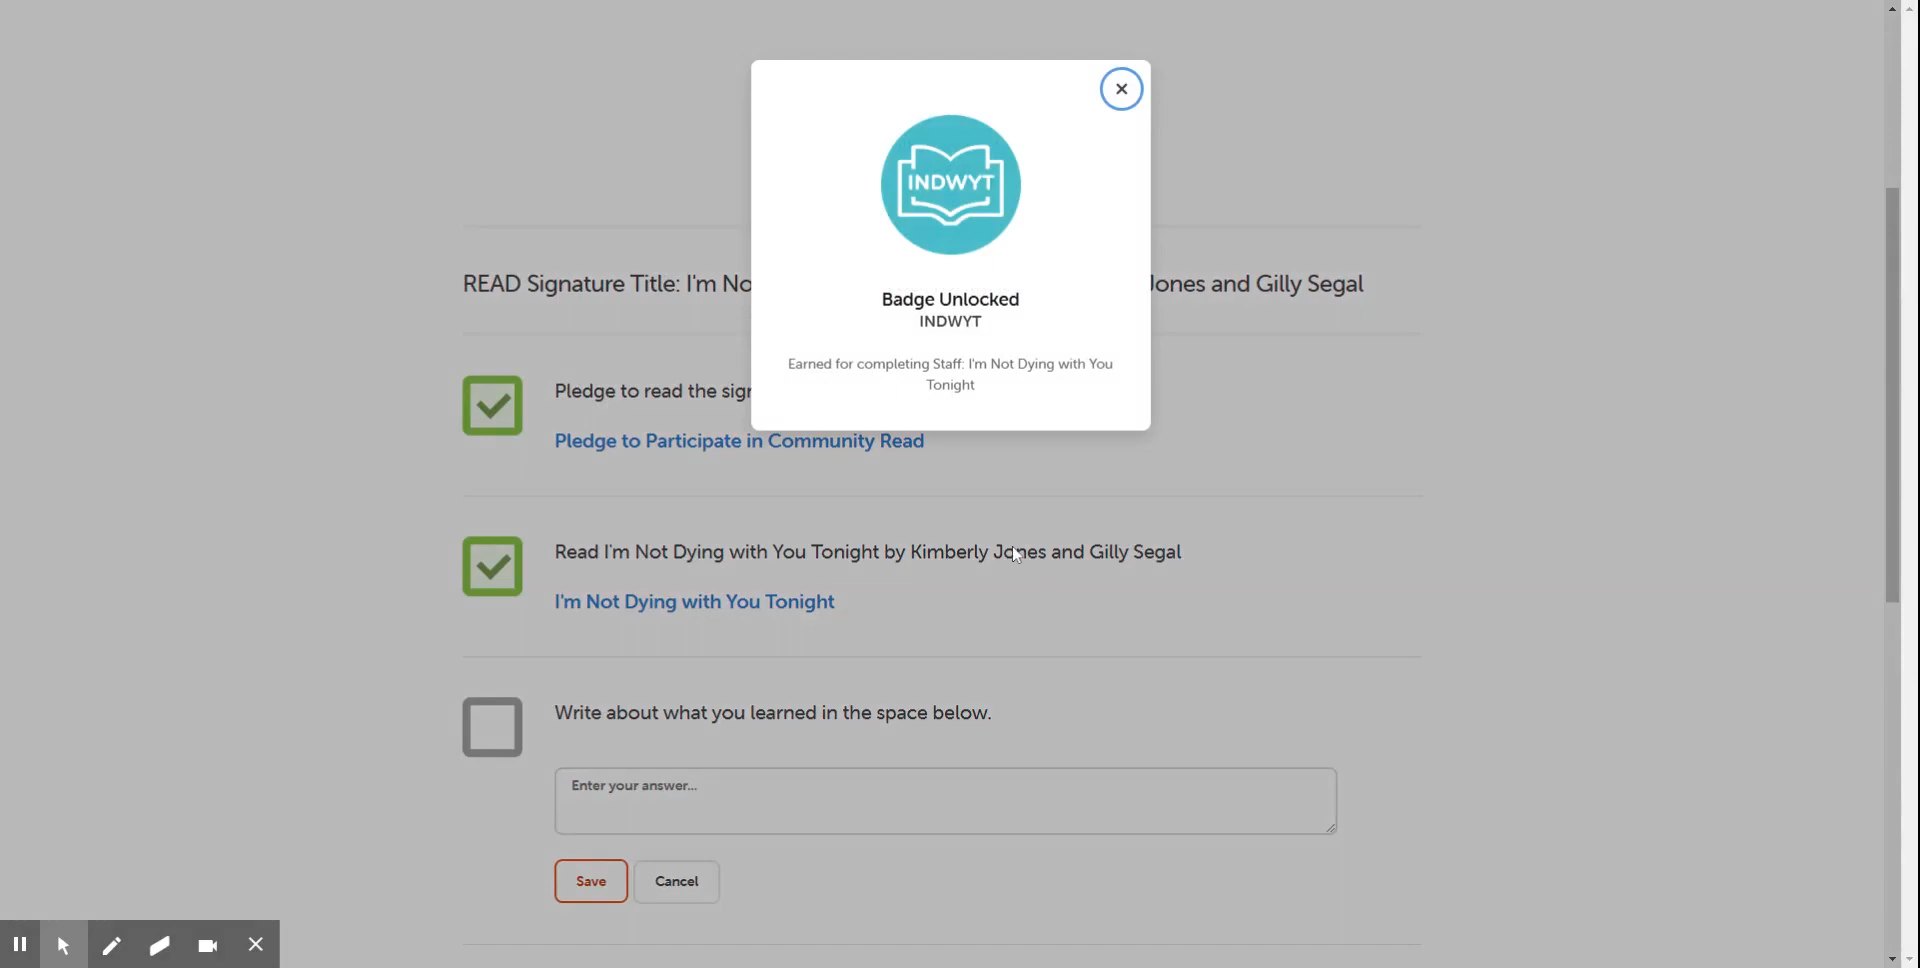 INDWYT
Badge Unlocked
INDWYT
Earned for completing Staff: I'm Not Dying with You
Tonight
READ Signature Title: I'm No
Jones and Gilly Segal
Pledge to read the sign
Pledge to Participate in Community Read
Read I'm Not Dying with You Tonight by Kimberly Jones and Gilly Segal
I'm Not Dying with You Tonight
Write about what you learned in the space below.
Enter your answer...
Save
Cancel